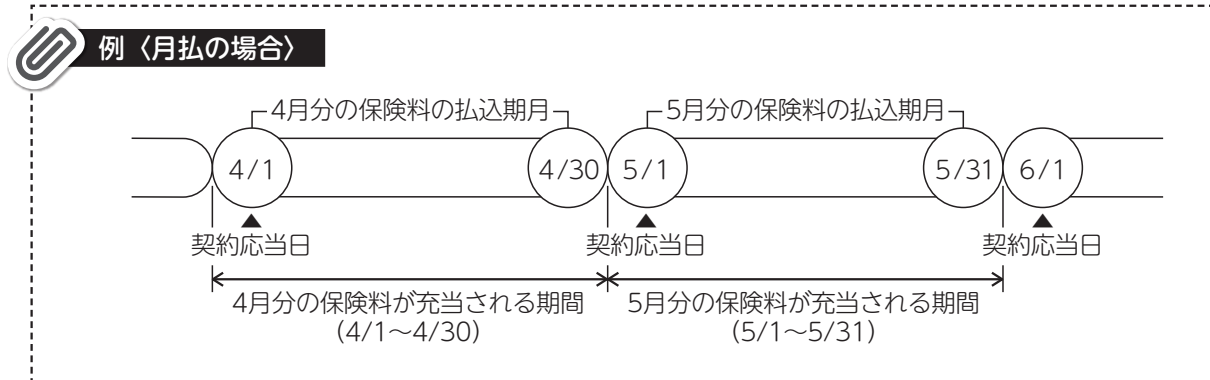 例〈月払の場合〉
4月分の保険料の払込期月
5月分の保険料の払込期月
4/1
4/30
5/1
5/31
6/1
契約応当日
契約応当日
契約応当日
4月分の保険料が充当される期間
(4/1〜4/30)
5月分の保険料が充当される期間
(5/1〜5/31)